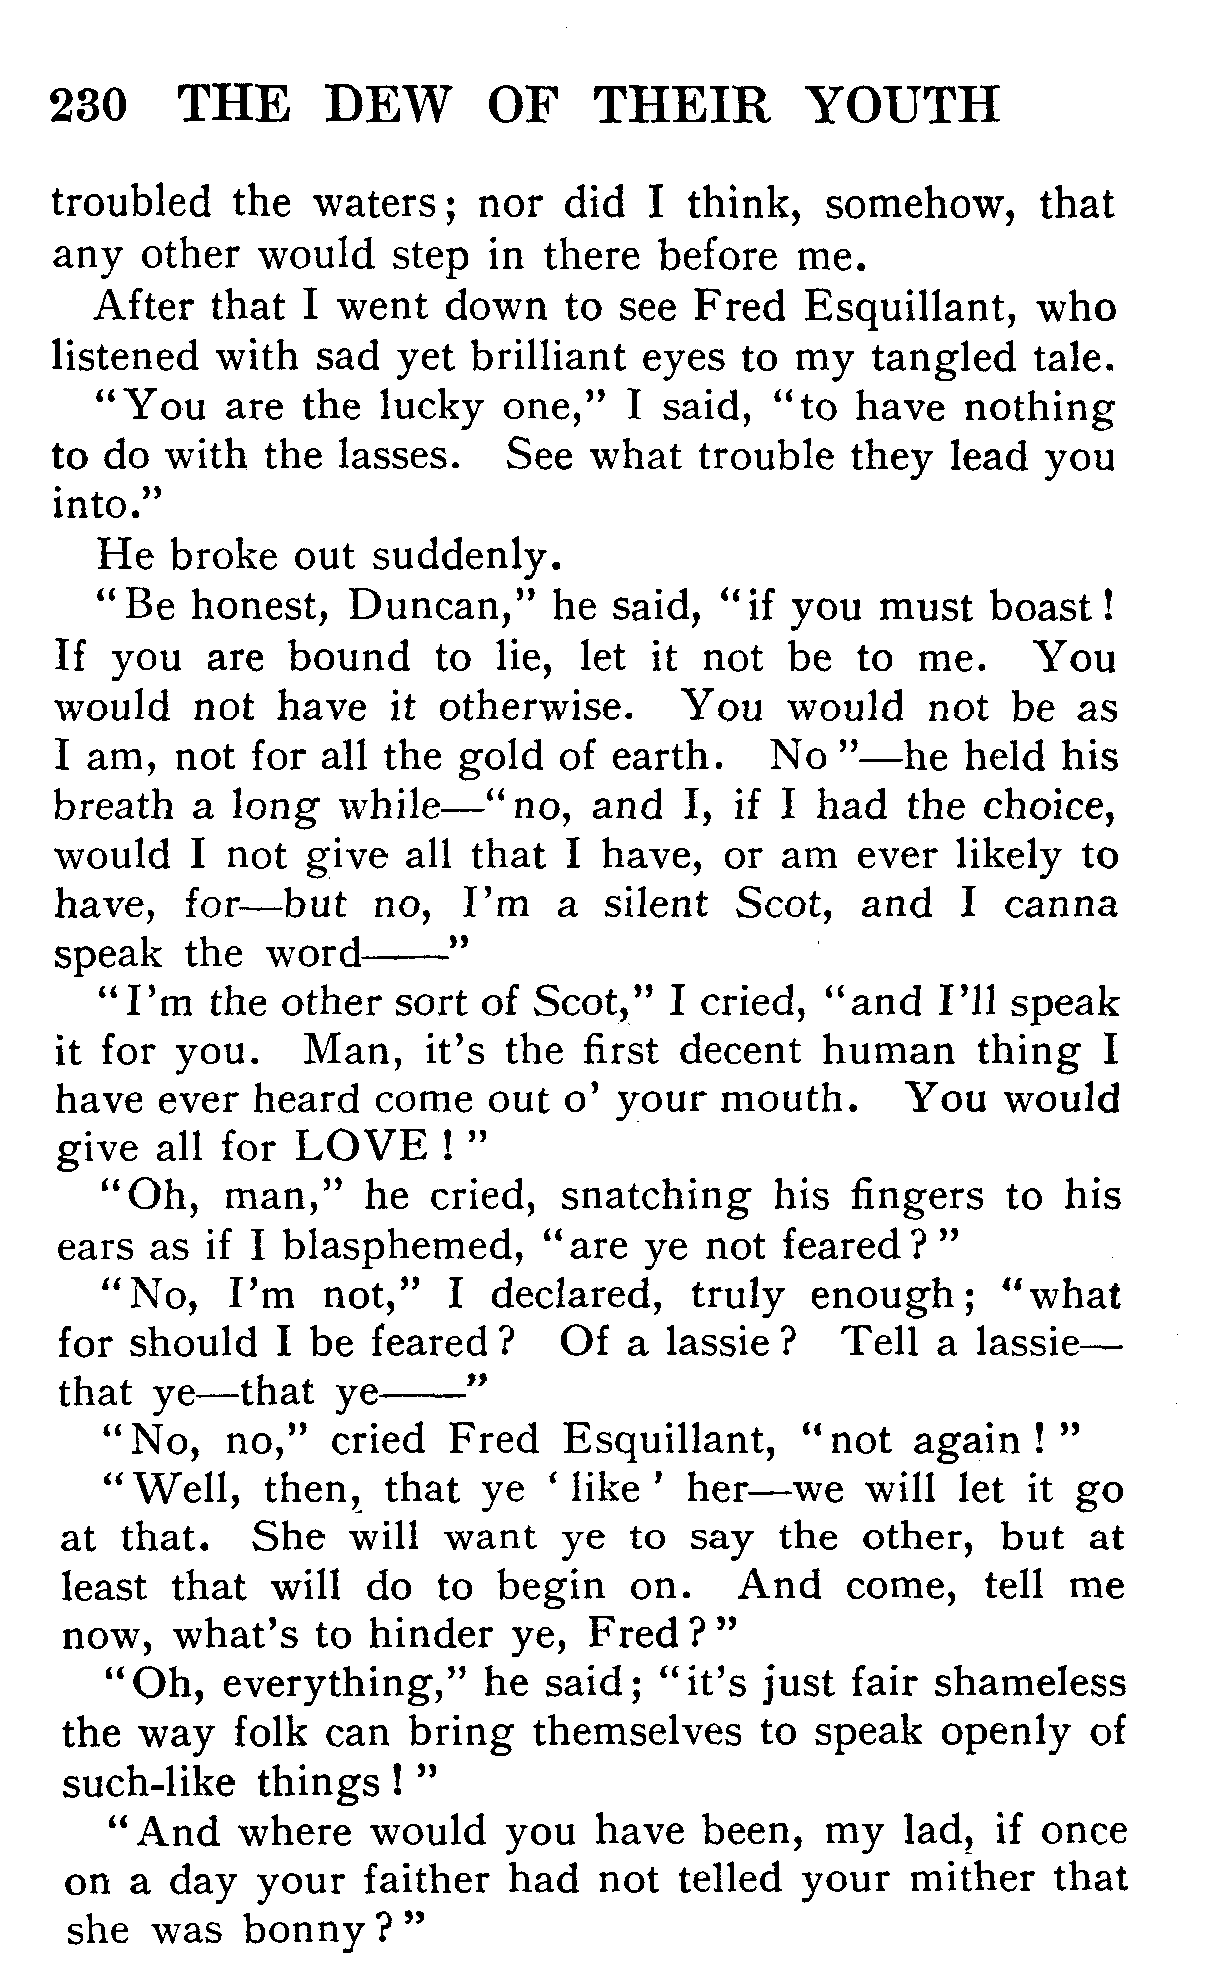 230 THE DEW OF THEIR YOUTH
troubled the waters; nor did I think, somehow, that
any other would step in there before me.
After that I went down to see Fred Esquillant, who
listened with sad yet brilliant eyes to my tangled tale.
"You are the lucky one," I said, "to have nothing
to do with the lasses. See what trouble they lead you
into."
He broke out suddenly.
"Be honest, Duncan," he said, "if you must boast!
If you are bound to lie, let it not be to me. You
would not have it otherwise. You would not be as
I am, not for all the gold of earth. No"—he held his
breath a long while—"no, and I, if I had the choice,
would I not give all that I have, or am ever likely to
have, for—but no, I'm a silent Scot, and I canna
speak the word——"
"I'm the other sort of Scot," I cried, "and I'll speak
it for you. Man, it's the first decent human thing I
have ever heard come out o' your mouth. You would
give all for LOVE!"
"Oh, man," he cried, snatching his fingers to his
ears as if I blasphemed, "are ye not feared?"
"No, I'm not," I declared, truly enough; "what
for should I be feared? Of a lassie? Tell a lassie—
that ye—that ye——"
"No, no," cried Fred Esquillant, "not again!"
"Well, then, that ye 'like' her—we will let it go
at that. She will want ye to say the other, but at
least that will do to begin on. And come, tell me
now, what's to hinder ye, Fred?"
"Oh, everything," he said; "it's just fair shameless
the way folk can bring themselves to speak openly of
such-like things!"
"And where would you have been, my lad, if once
on a day your faither had not telled your mither that
she was bonny?"